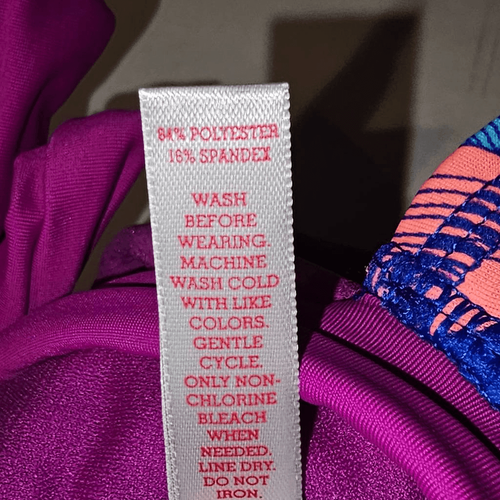 84% POLYESTER
16% SPANDEX
WASH
BEFORE
WEARING.
MACHINE
WASH COLD
WITH LIKE
COLORS.
GENTLE
CYCLE.
ONLY NON-
CHLORINE
BLEACH
WHEN
NEEDED.
LINE DRY.
DO NOT
IRON.